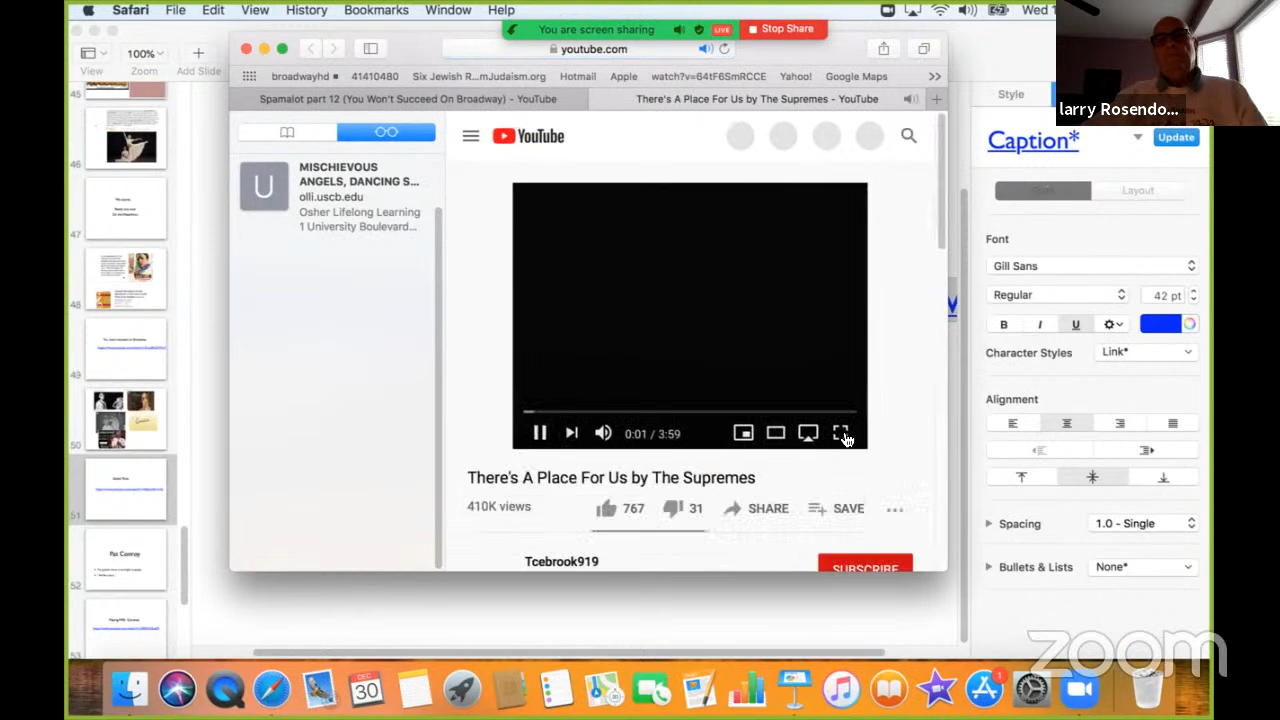 Safari File Edit View History Bookmarks Window Help
Wed 1
You are screen sharing LIVE Stop Share
larry Rosendo...
100%
View Zoom Add Slide
youtube.com
broadwayhd 41410480 Six Jewish R...mJudaism.org Hotmail Apple watch?v=64tF6SmRCCE Yahoo! Google Maps
Spamalot part 12 (You Won't Succeed On Broadway) - YouTube
There's A Place For Us by The Supremes - YouTube
U
MISCHIEVOUS
ANGELS, DANCING S...
olli.uscb.edu
Osher Lifelong Learning
1 University Boulevard...
YouTube
0:01 / 3:59
There's A Place For Us by The Supremes
410K views
767
31
SHARE
SAVE
Tcebrook919
SUBSCRIBE
45
46
47
48
49
50
51
52
Pat Conroy
53
Style
Caption*
Update
Layout
Font
Gill Sans
Regular
42 pt
B I U
Character Styles Link*
Alignment
Spacing 1.0 - Single
Bullets & Lists None*
DEC
30
1
zoom